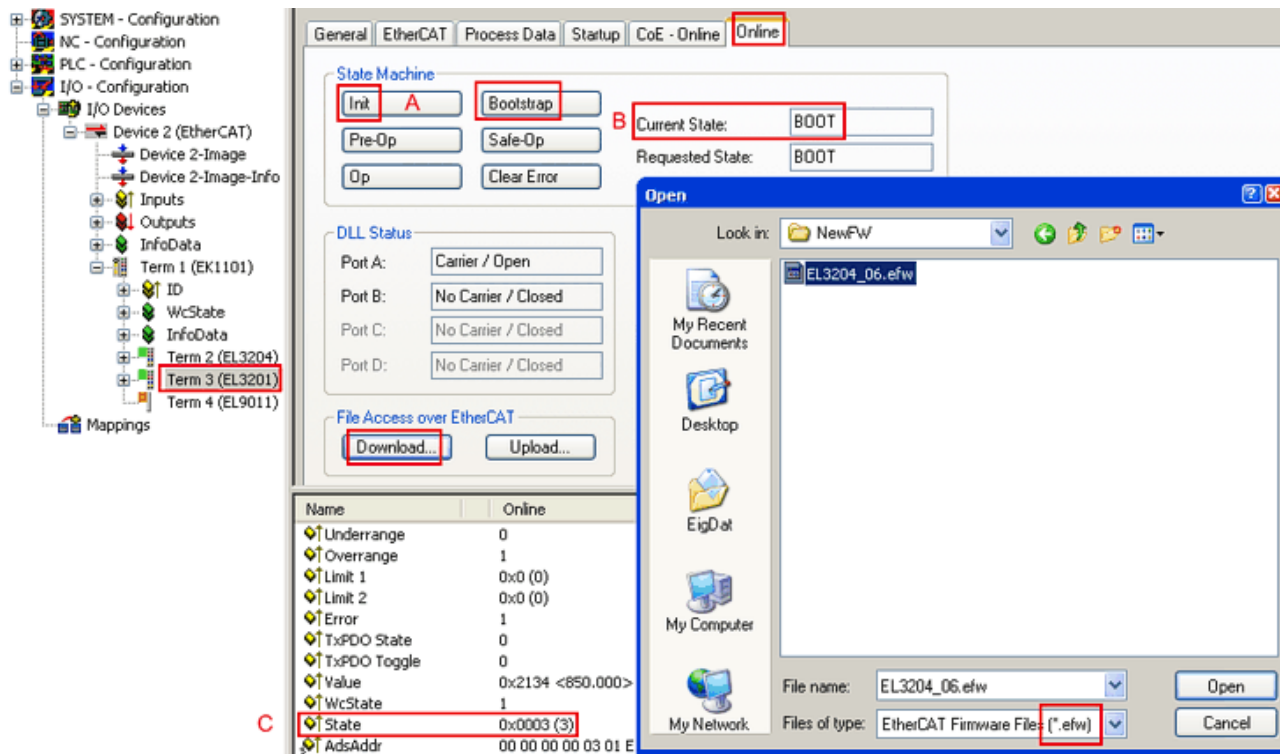 SYSTEM - Configuration
NC - Configuration
PLC - Configuration
I/O - Configuration
I/O Devices
Device 2 (EtherCAT)
Device 2-Image
Device 2-Image-Info
Inputs
Outputs
InfoData
Term 1 (EK1101)
ID
WcState
InfoData
Term 2 (EL3204)
Term 3 (EL3201)
Term 4 (EL9011)
Mappings
General EtherCAT Process Data Startup CoE - Online Online
State Machine
Init A Bootstrap
Pre-Op Safe-Op
Op Clear Error
B Current State: BOOT
Requested State: BOOT
DLL Status
Port A: Carrier / Open
Port B: No Carrier / Closed
Port C: No Carrier / Closed
Port D: No Carrier / Closed
File Access over EtherCAT
Download... Upload...
Name Online
Underrange 0
Overrange 1
Limit 1 0x0 (0)
Limit 2 0x0 (0)
Error 1
TxPDO State 0
TxPDO Toggle 0
Value 0x2134 <850.000>
WcState 1
C State 0x0003 (3)
AdsAddr 00 00 00 00 03 01 E
Open
Look in: NewFW
EL3204_06.efw
My Recent
Documents
Desktop
EigDat
My Computer
My Network
File name: EL3204_06.efw Open
Files of type: EtherCAT Firmware Files (*.efw) Cancel